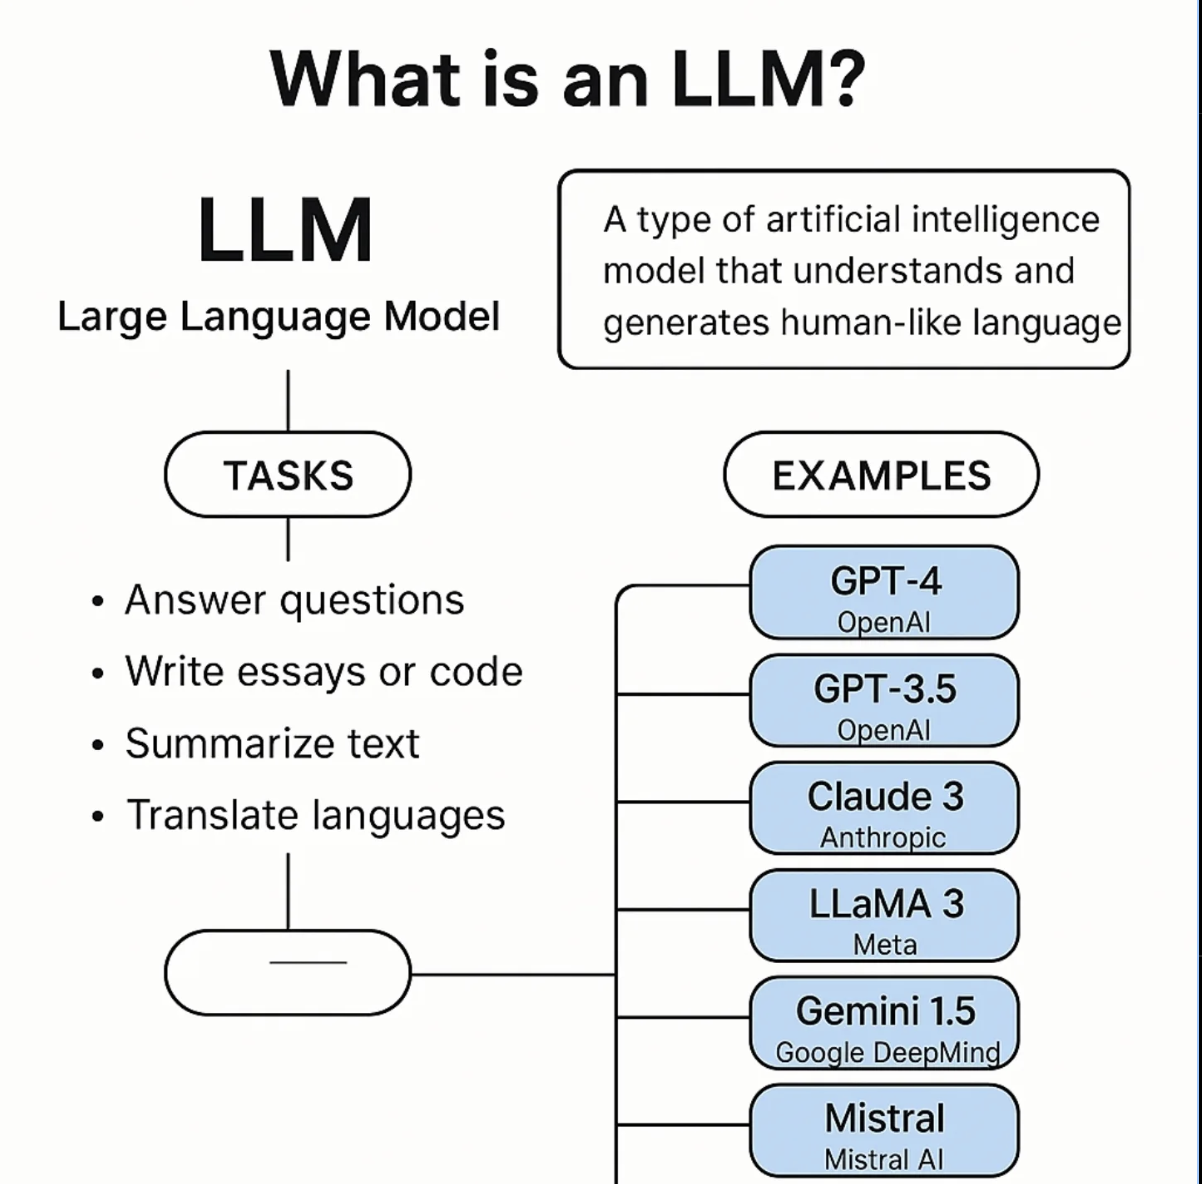 What is an LLM?
LLM
Large Language Model
A type of artificial intelligence
model that understands and
generates human-like language
TASKS
• Answer questions
• Write essays or code
• Summarize text
• Translate languages
EXAMPLES
GPT-4
OpenAI
GPT-3.5
OpenAI
Claude 3
Anthropic
LLaMA 3
Meta
Gemini 1.5
Google DeepMind
Mistral
Mistral AI